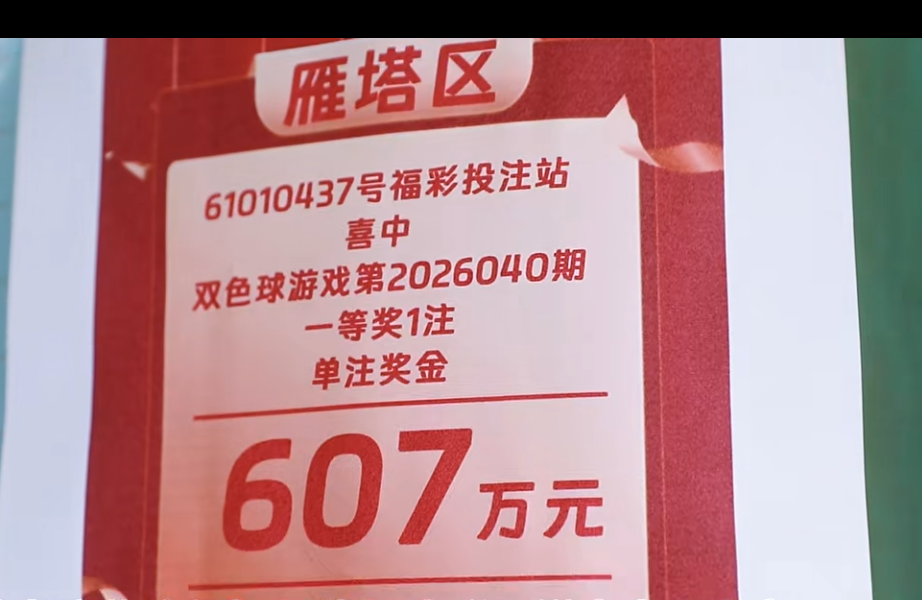 雁塔区
61010437号福彩投注站
喜中
双色球游戏第2026040期
一等奖1注
单注奖金
607万元